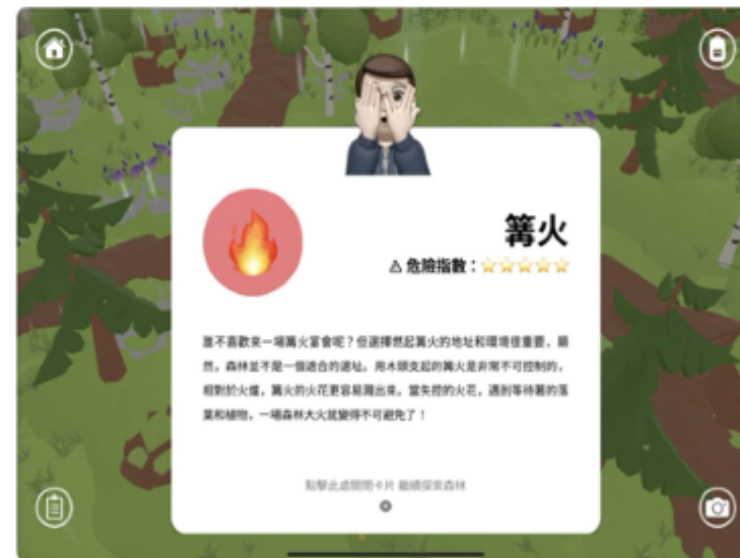 篝火
⚠ 危險指數：⭐⭐⭐⭐⭐
誰不喜歡來一場篝火宴會呢？但選擇燃起篝火的地址和環境很重要，顯
然，森林並不是一個適合的選址。用木頭支起的篝火是非常不可控制的，
相對於火爐，篝火的火花更容易濺出來。當失控的火花，遇到等待著的落
葉和植物，一場森林大火就變得不可避免了！
點擊此處關閉卡片 繼續探索森林